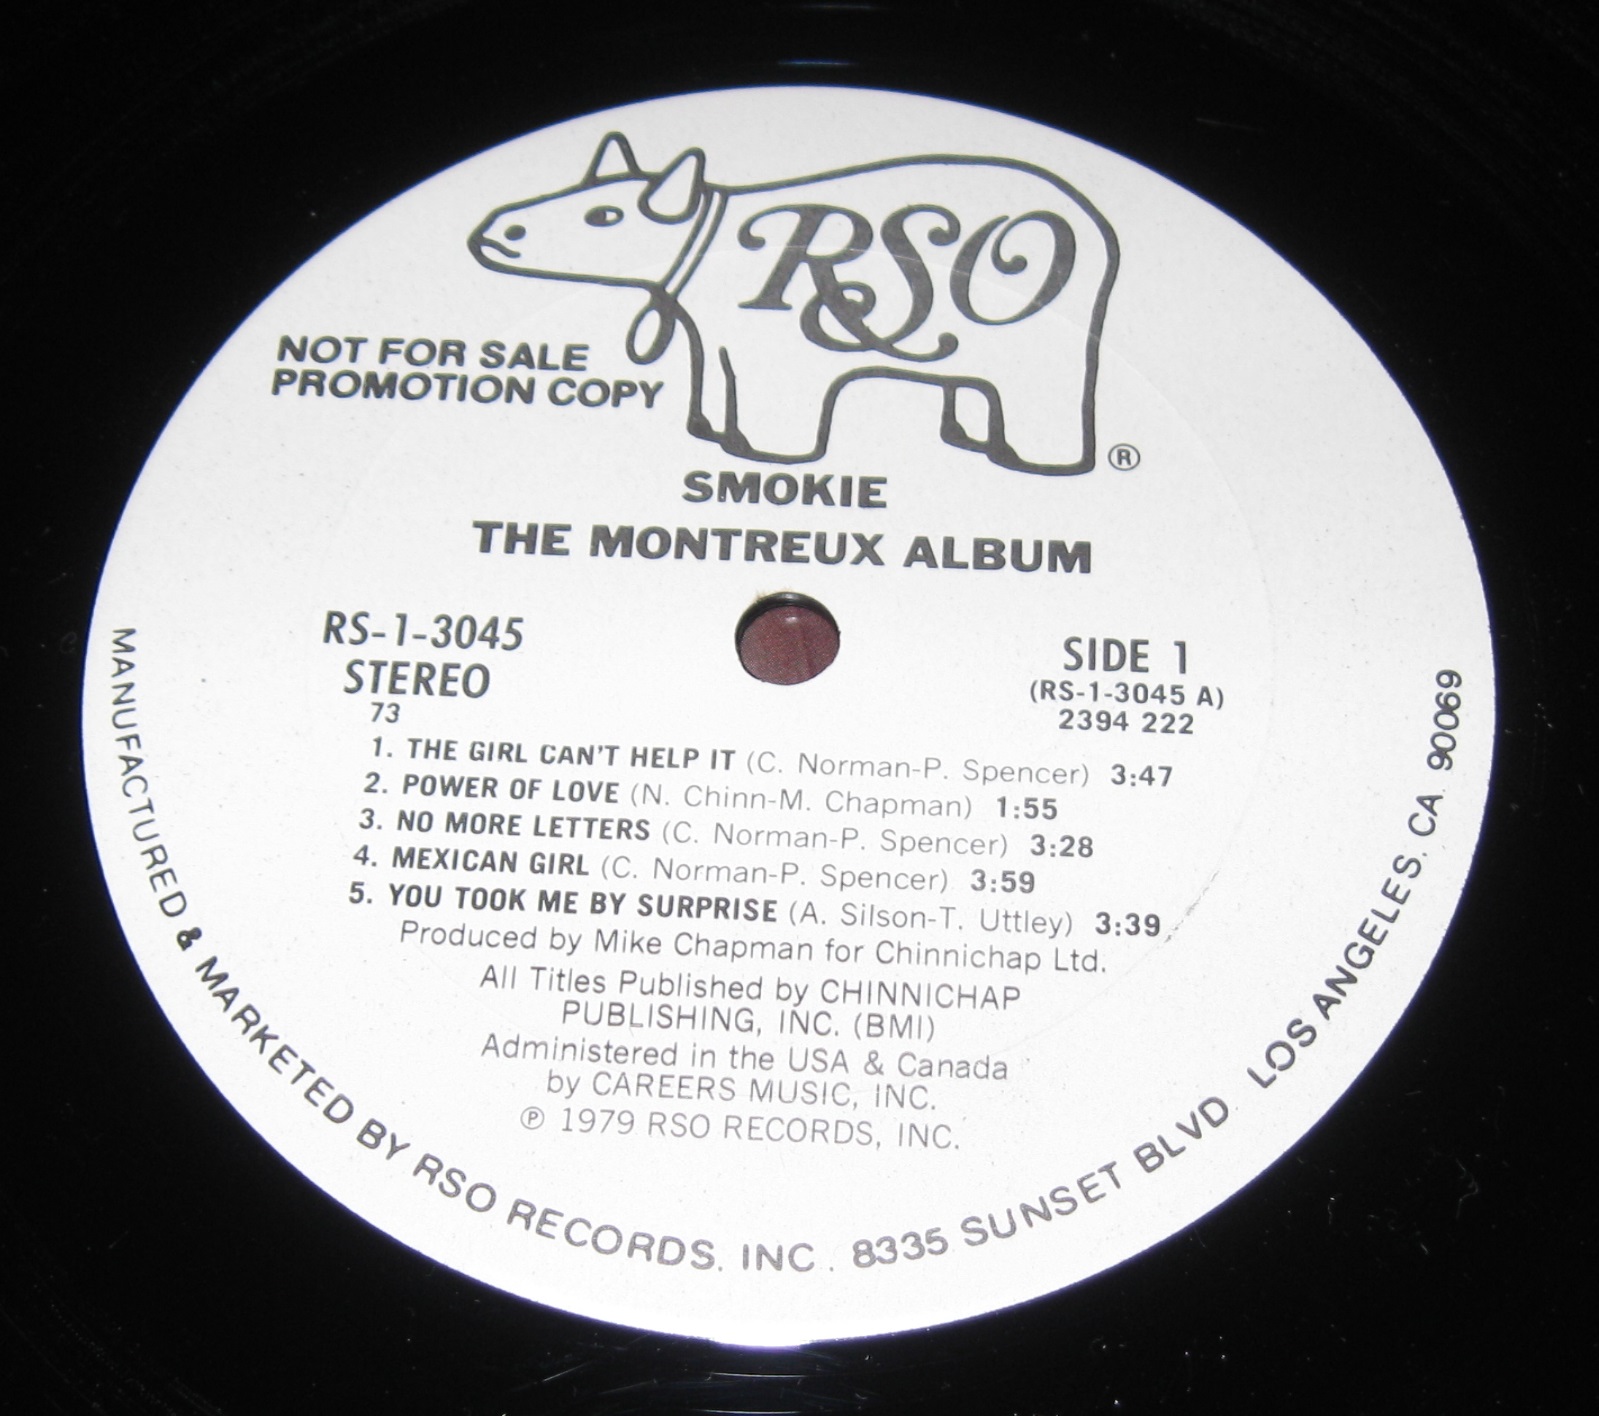 RSO
®
NOT FOR SALE
PROMOTION COPY
SMOKIE
THE MONTREUX ALBUM
RS-1-3045
STEREO
73
SIDE 1
(RS-1-3045 A)
2394 222
1. THE GIRL CAN'T HELP IT (C. Norman-P. Spencer) 3:47
2. POWER OF LOVE (N. Chinn-M. Chapman) 1:55
3. NO MORE LETTERS (C. Norman-P. Spencer) 3:28
4. MEXICAN GIRL (C. Norman-P. Spencer) 3:59
5. YOU TOOK ME BY SURPRISE (A. Silson-T. Uttley) 3:39
Produced by Mike Chapman for Chinnichap Ltd.
All Titles Published by CHINNICHAP
PUBLISHING, INC. (BMI)
Administered in the USA & Canada
by CAREERS MUSIC, INC.
℗ 1979 RSO RECORDS, INC.
MANUFACTURED & MARKETED BY RSO RECORDS, INC. 8335 SUNSET BLVD LOS ANGELES, CA. 90069